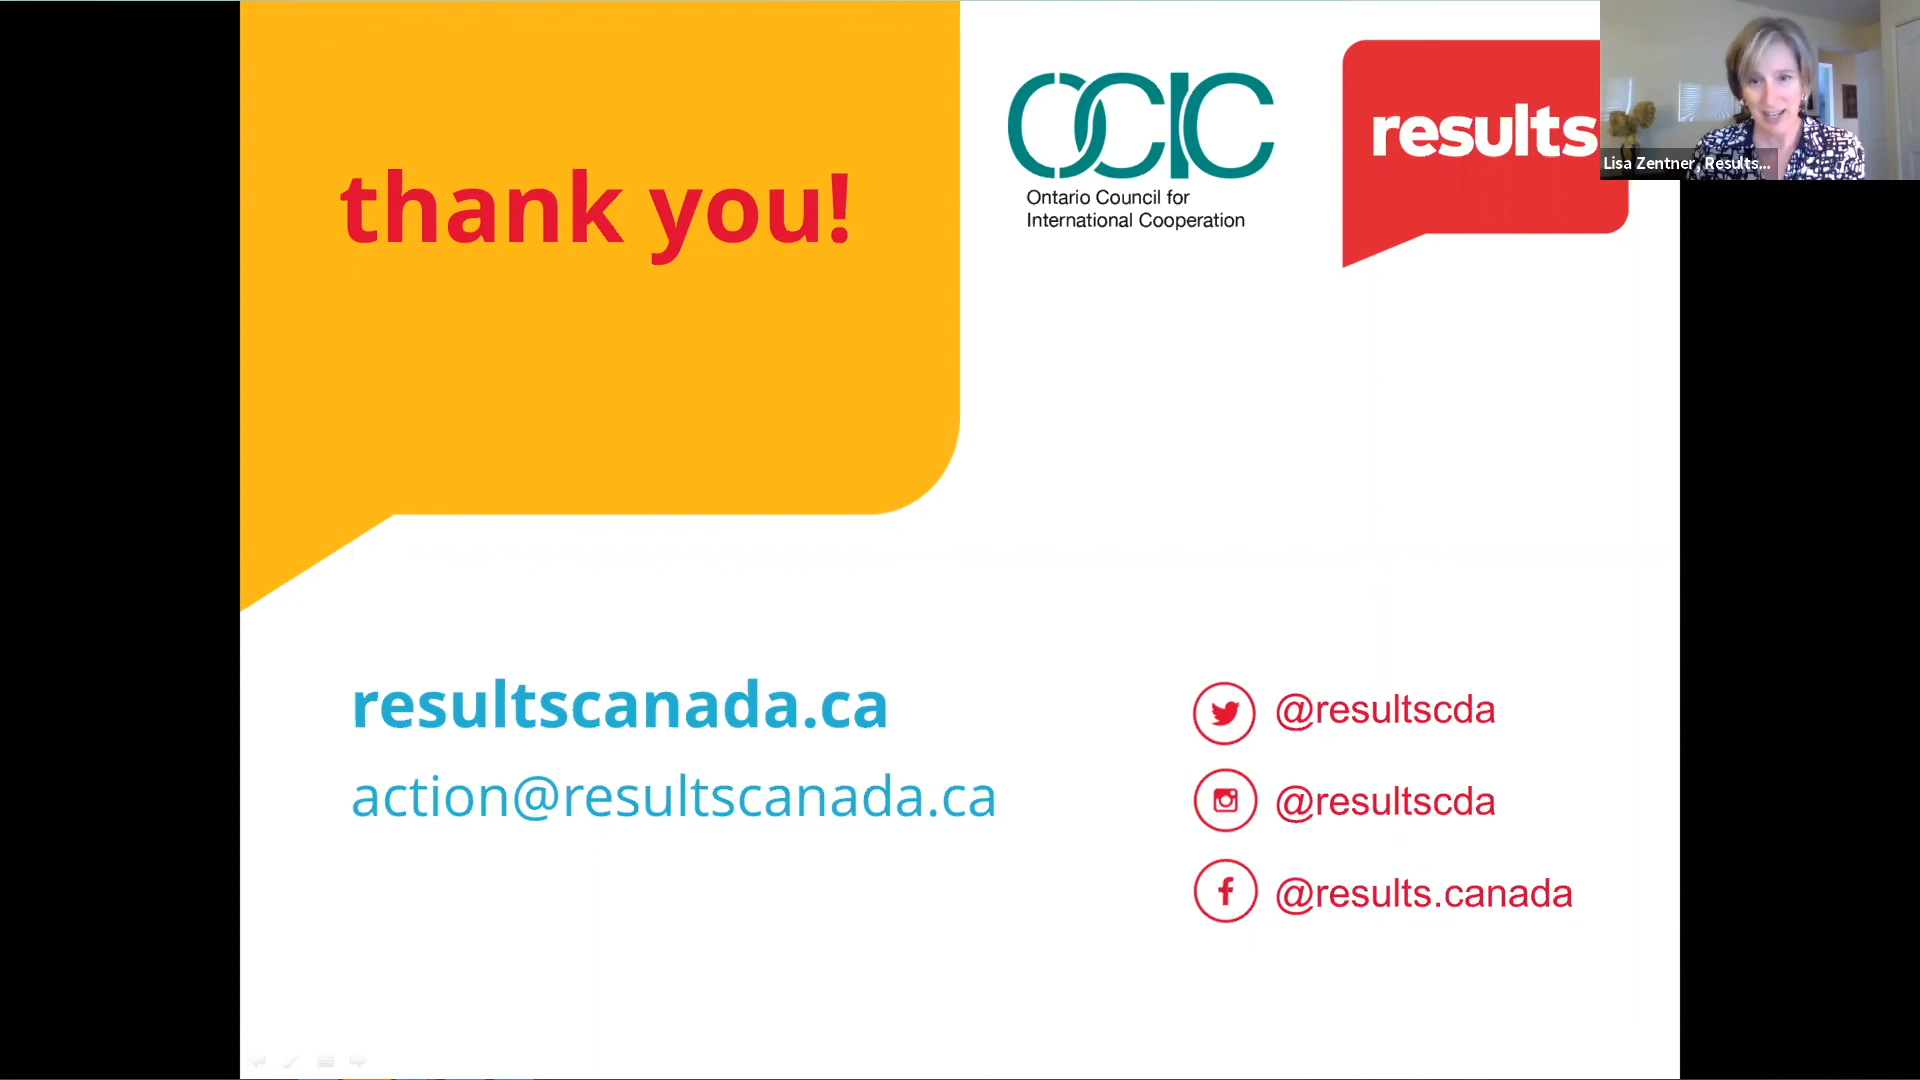 thank you!
OCIC
Ontario Council for
International Cooperation
results
Lisa Zentner, Results...
resultscanada.ca
action@resultscanada.ca
@resultscda
@resultscda
@results.canada